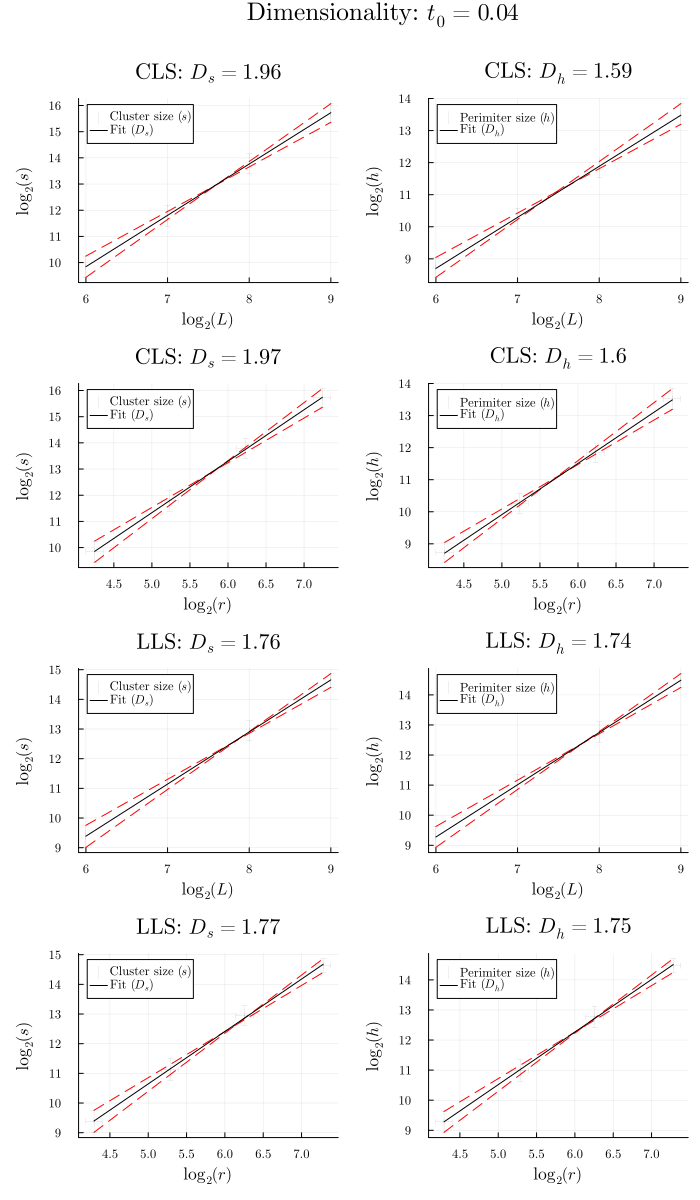 Dimensionality: t₀ = 0.04
CLS: Dₛ = 1.96
CLS: Dₕ = 1.59
16
15
14
13
12
11
10
log₂(s)
Cluster size (s)
Fit (Dₛ)
6
7
8
9
log₂(L)
14
13
12
11
10
9
log₂(h)
Perimiter size (h)
Fit (Dₕ)
6
7
8
9
log₂(L)
CLS: Dₛ = 1.97
CLS: Dₕ = 1.6
16
15
14
13
12
11
10
log₂(s)
Cluster size (s)
Fit (Dₛ)
4.5
5.0
5.5
6.0
6.5
7.0
log₂(r)
14
13
12
11
10
9
log₂(h)
Perimiter size (h)
Fit (Dₕ)
4.5
5.0
5.5
6.0
6.5
7.0
log₂(r)
LLS: Dₛ = 1.76
LLS: Dₕ = 1.74
15
14
13
12
11
10
9
log₂(s)
Cluster size (s)
Fit (Dₛ)
6
7
8
9
log₂(L)
14
13
12
11
10
9
log₂(h)
Perimiter size (h)
Fit (Dₕ)
6
7
8
9
log₂(L)
LLS: Dₛ = 1.77
LLS: Dₕ = 1.75
15
14
13
12
11
10
9
log₂(s)
Cluster size (s)
Fit (Dₛ)
4.5
5.0
5.5
6.0
6.5
7.0
log₂(r)
14
13
12
11
10
9
log₂(h)
Perimiter size (h)
Fit (Dₕ)
4.5
5.0
5.5
6.0
6.5
7.0
log₂(r)